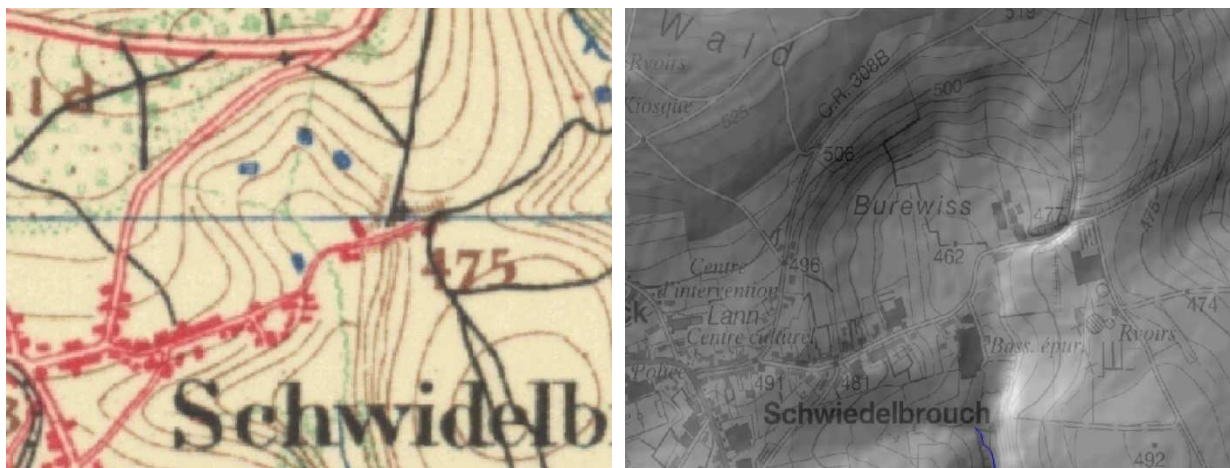 ald
475
Schwidelb
Wald
519
Rvoirs
Kiosque
525
C.R. 308B
500
506
Burewiss
477
475
462
496
Centre
d'intervention
Lann
Centre culturel
474
Rvoirs
Bass. épur.
491
481
Schwiedelbrouch
492